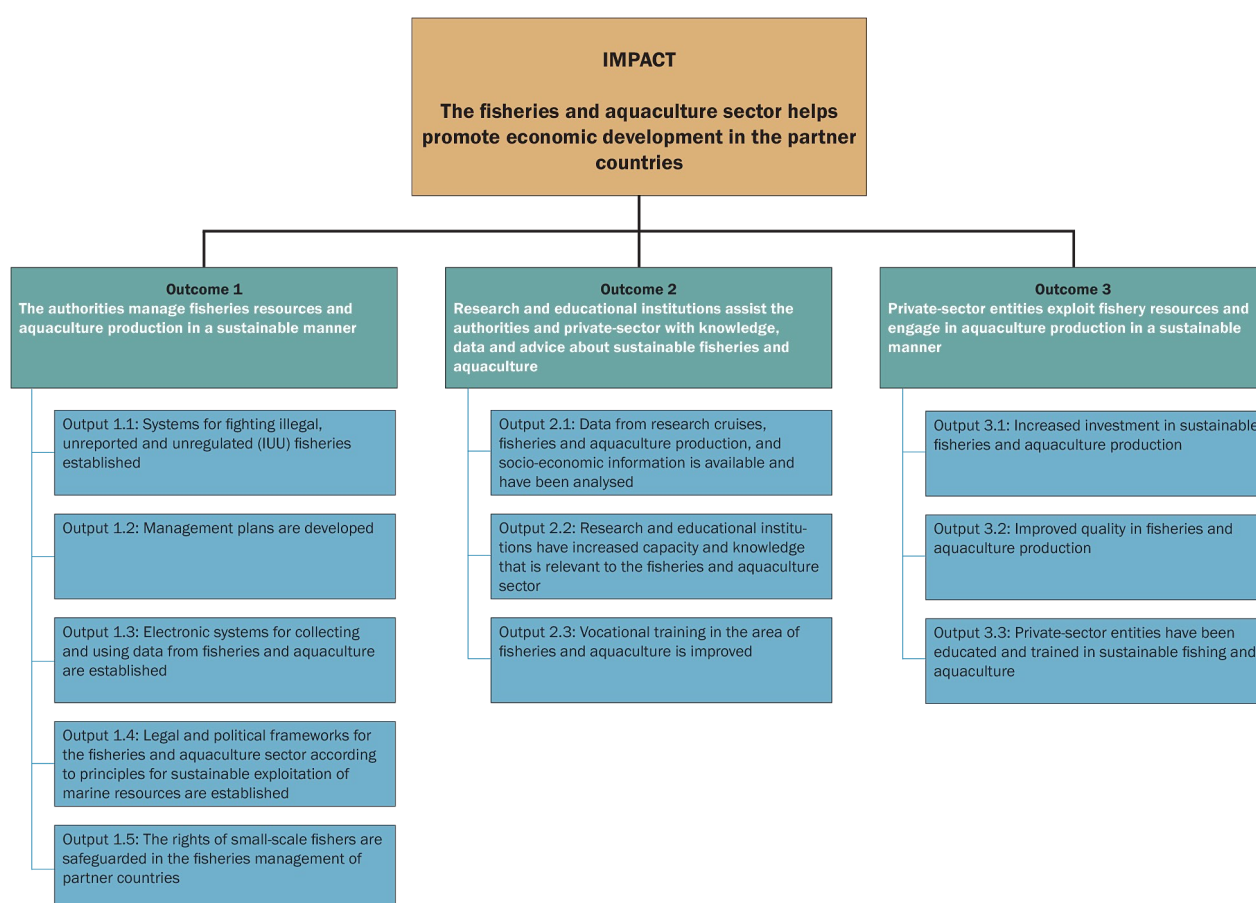 IMPACT
The fisheries and aquaculture sector helps
promote economic development in the partner
countries
Outcome 1
The authorities manage fisheries resources and
aquaculture production in a sustainable manner
Output 1.1: Systems for fighting illegal,
unreported and unregulated (IUU) fisheries
established
Output 1.2: Management plans are developed
Output 1.3: Electronic systems for collecting
and using data from fisheries and aquaculture
are established
Output 1.4: Legal and political frameworks for
the fisheries and aquaculture sector according
to principles for sustainable exploitation of
marine resources are established
Output 1.5: The rights of small-scale fishers are
safeguarded in the fisheries management of
partner countries
Outcome 2
Research and educational institutions assist the
authorities and private-sector with knowledge,
data and advice about sustainable fisheries and
aquaculture
Output 2.1: Data from research cruises,
fisheries and aquaculture production, and
socio-economic information is available and
have been analysed
Output 2.2: Research and educational institu-
tions have increased capacity and knowledge
that is relevant to the fisheries and aquaculture
sector
Output 2.3: Vocational training in the area of
fisheries and aquaculture is improved
Outcome 3
Private-sector entities exploit fishery resources and
engage in aquaculture production in a sustainable
manner
Output 3.1: Increased investment in sustainable
fisheries and aquaculture production
Output 3.2: Improved quality in fisheries and
aquaculture production
Output 3.3: Private-sector entities have been
educated and trained in sustainable fishing and
aquaculture